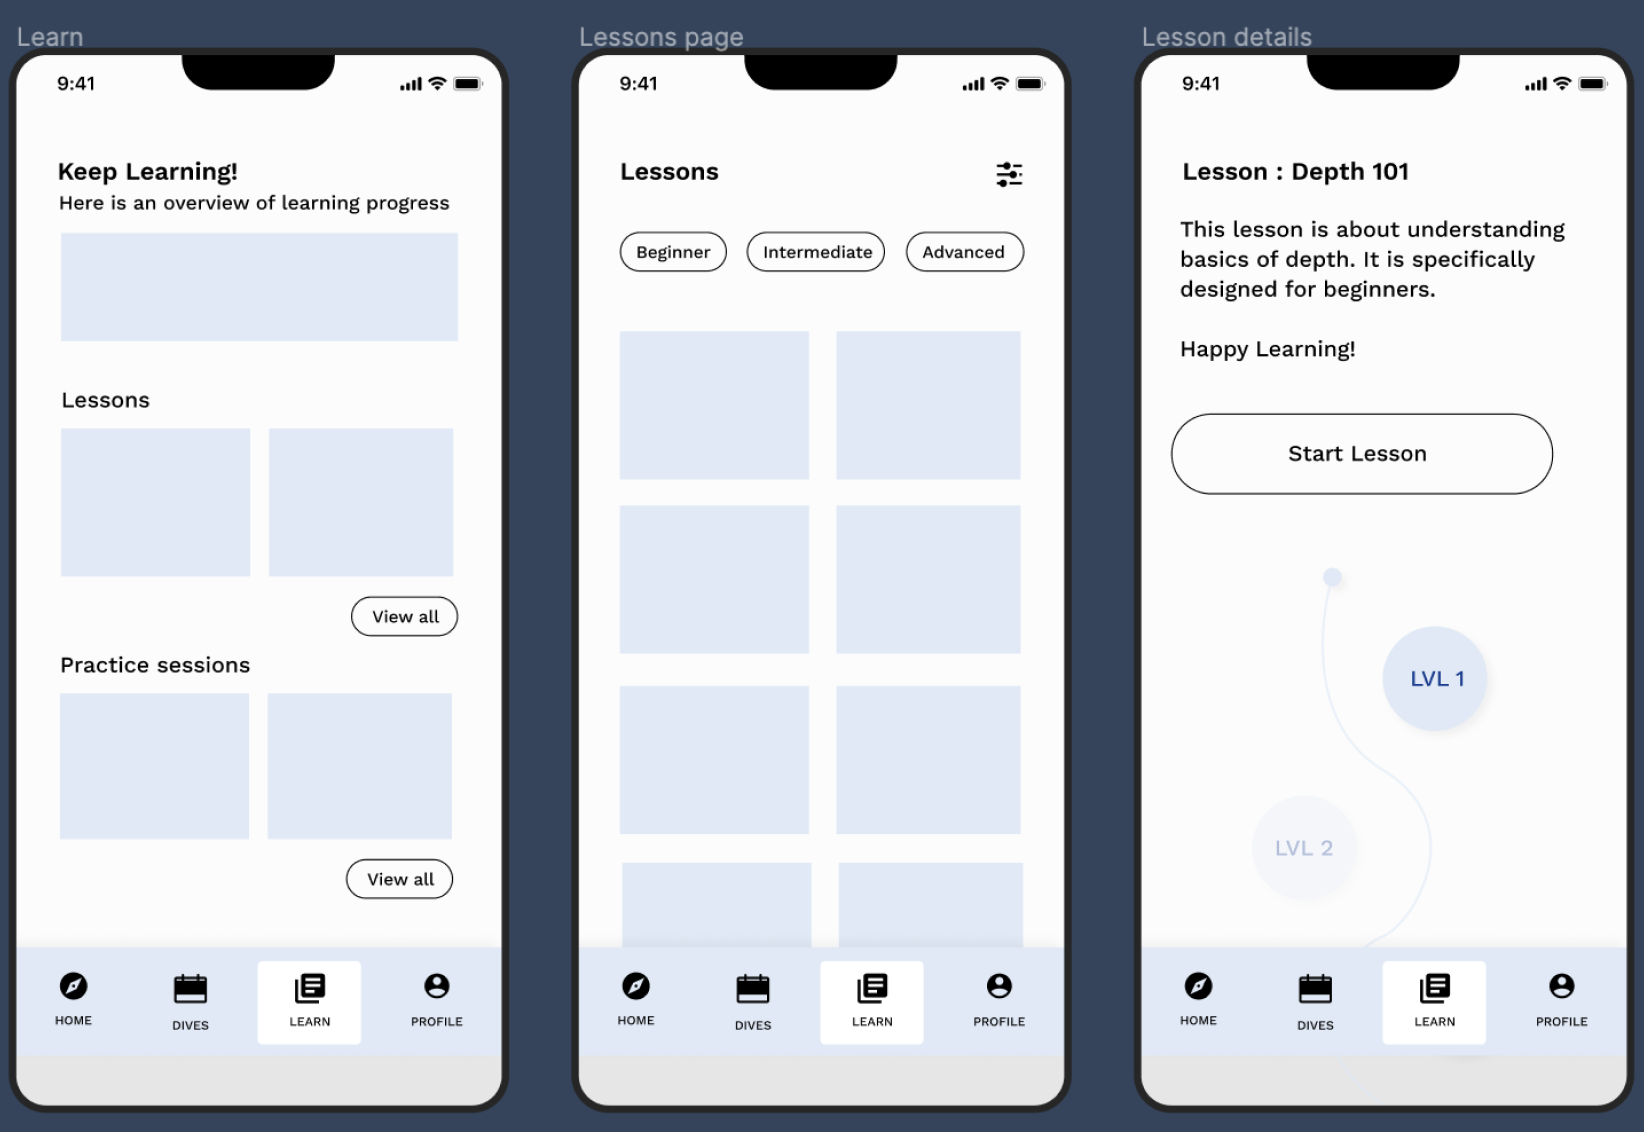 Learn
9:41
Keep Learning!
Here is an overview of learning progress
Lessons
View all
Practice sessions
View all
HOME
DIVES
LEARN
PROFILE
Lessons page
9:41
Lessons
Beginner
Intermediate
Advanced
HOME
DIVES
LEARN
PROFILE
Lesson details
9:41
Lesson : Depth 101
This lesson is about understanding
basics of depth. It is specifically
designed for beginners.
Happy Learning!
Start Lesson
LVL 1
LVL 2
HOME
DIVES
LEARN
PROFILE